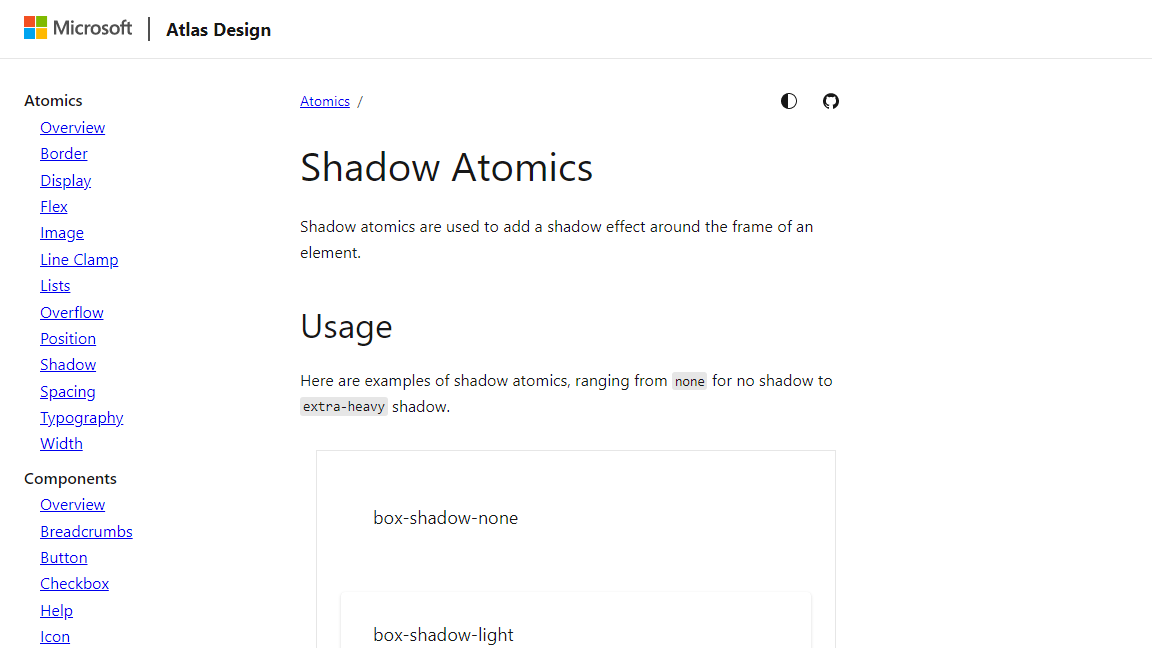 Microsoft
Atlas Design
Atomics
Overview
Border
Display
Flex
Image
Line Clamp
Lists
Overflow
Position
Shadow
Spacing
Typography
Width
Components
Overview
Breadcrumbs
Button
Checkbox
Help
Icon
Atomics /
Shadow Atomics
Shadow atomics are used to add a shadow effect around the frame of an
element.
Usage
Here are examples of shadow atomics, ranging from none for no shadow to
extra-heavy shadow.
box-shadow-none
box-shadow-light